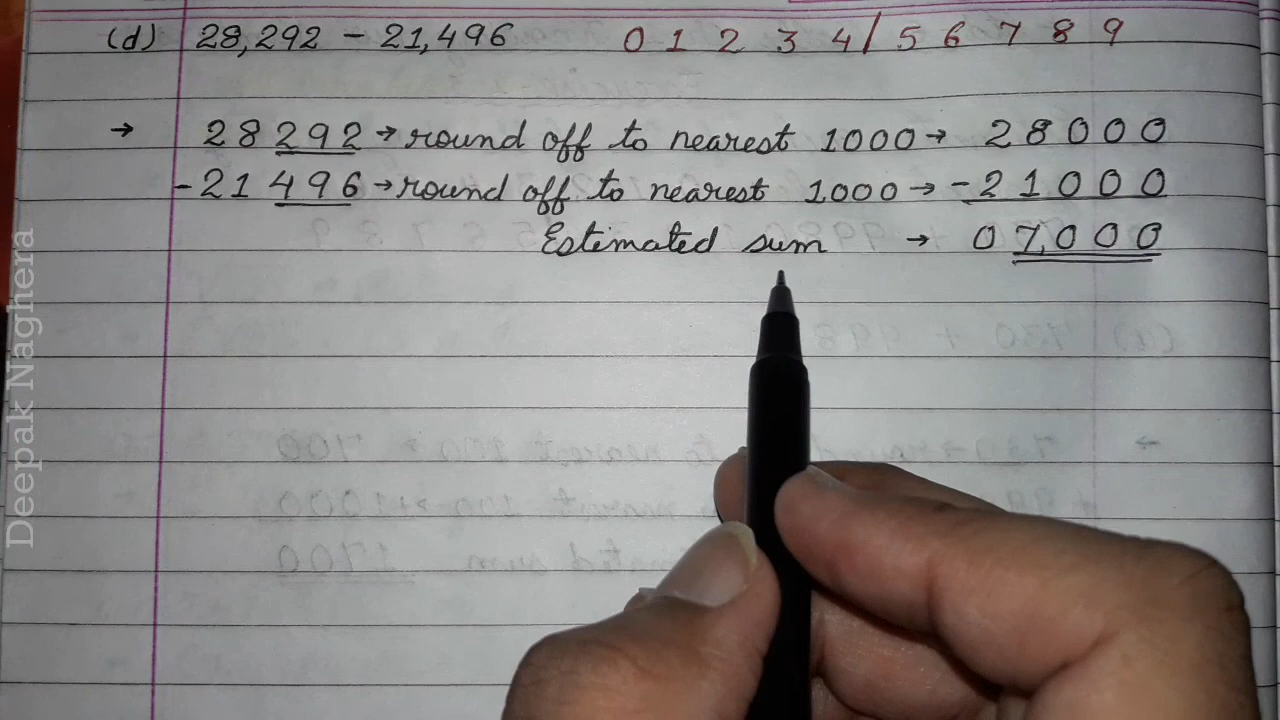 (d) 28,292 - 21,496 0 1 2 3 4/5 6 7 8 9
→ 28292 → round off to nearest 1000 → 28000
-21496 → round off to nearest 1000 → -21000
Estimated sum → 07,000
Deepak Naghera